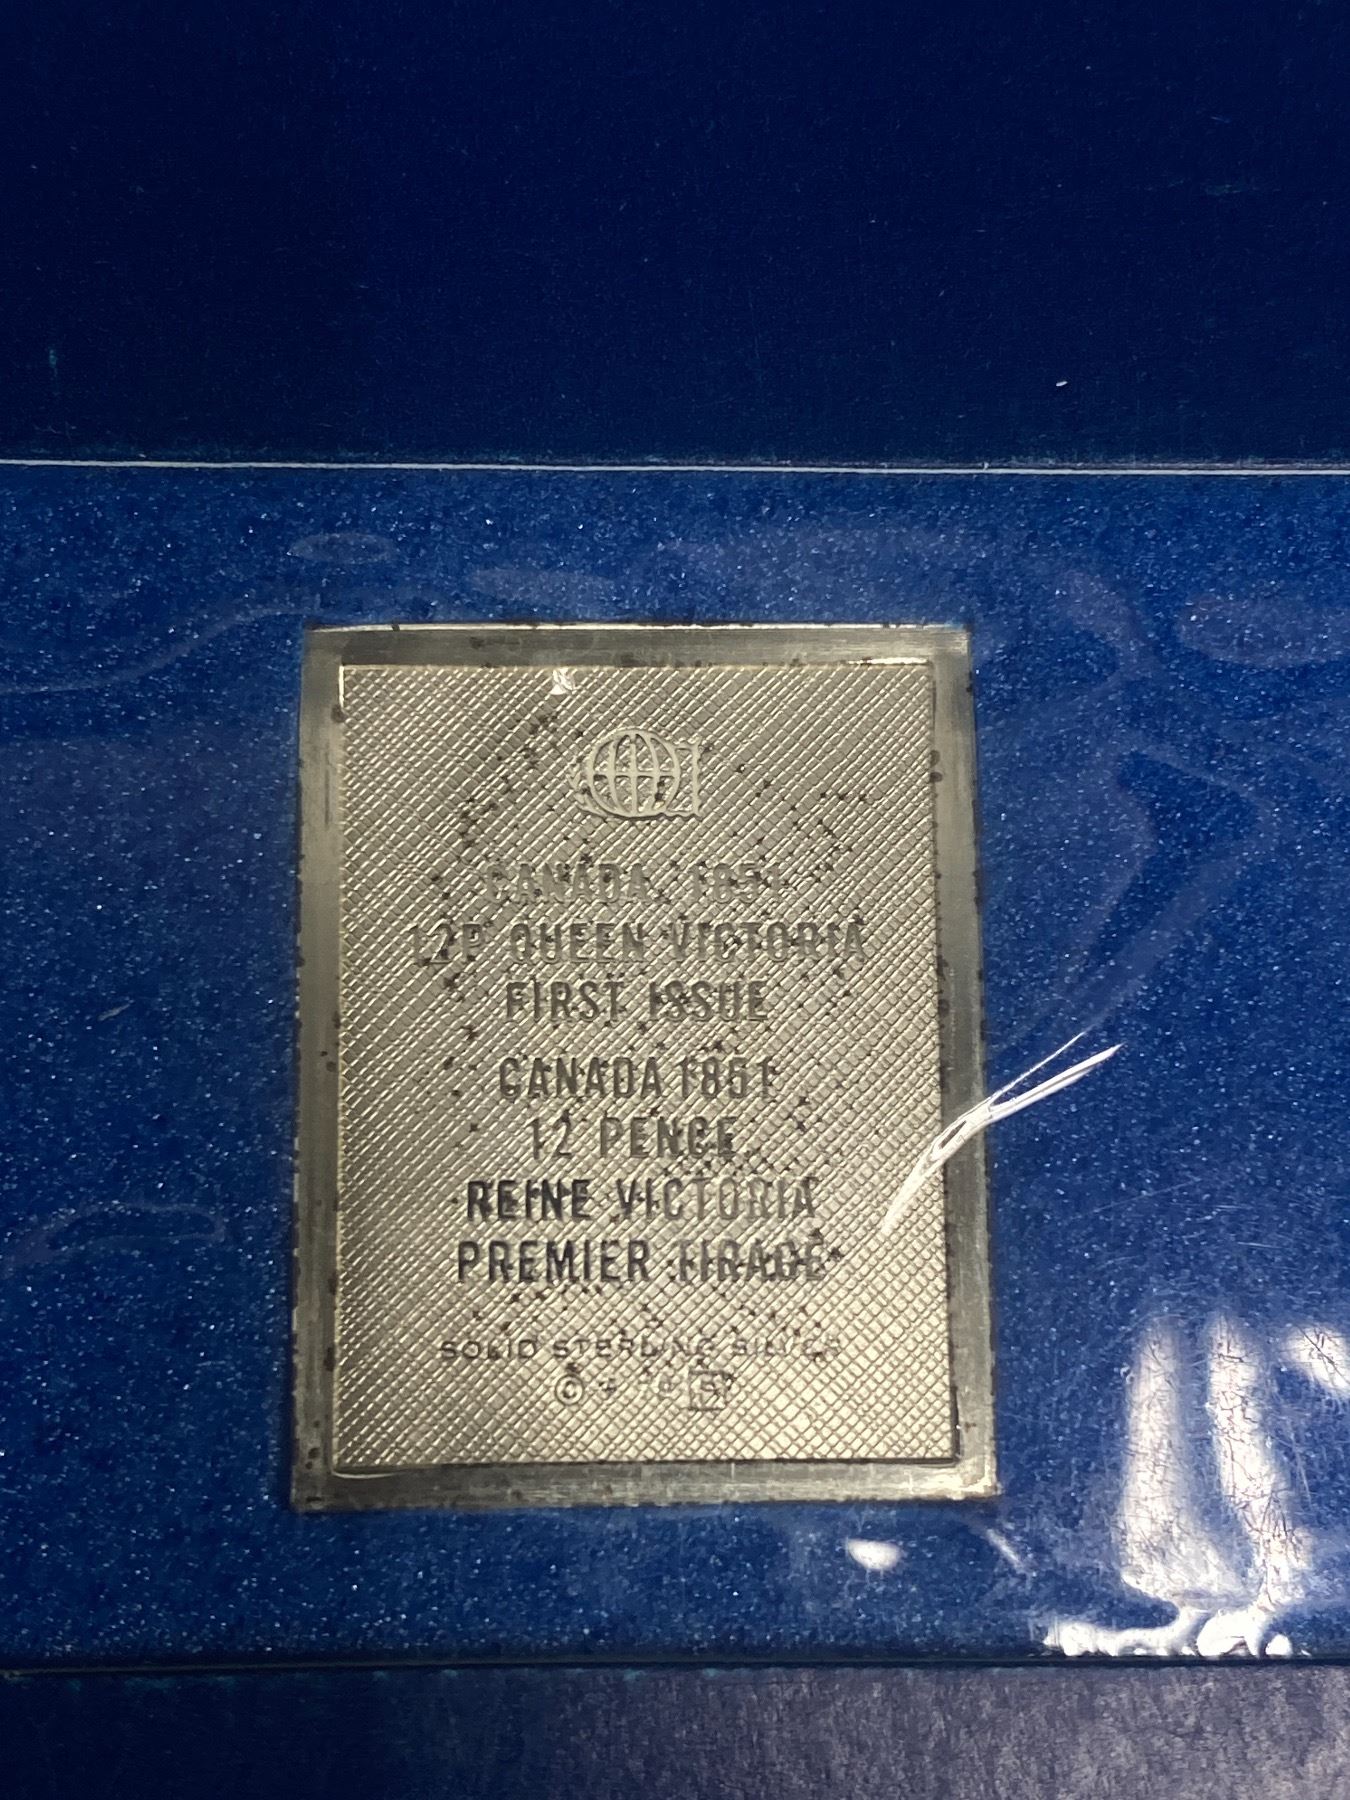 CANADA 1851
12P QUEEN VICTORIA
FIRST ISSUE
CANADA 1851
12 PENCE
REINE VICTORIA
PREMIER TIRAGE
SOLID STERLING SILVER
©